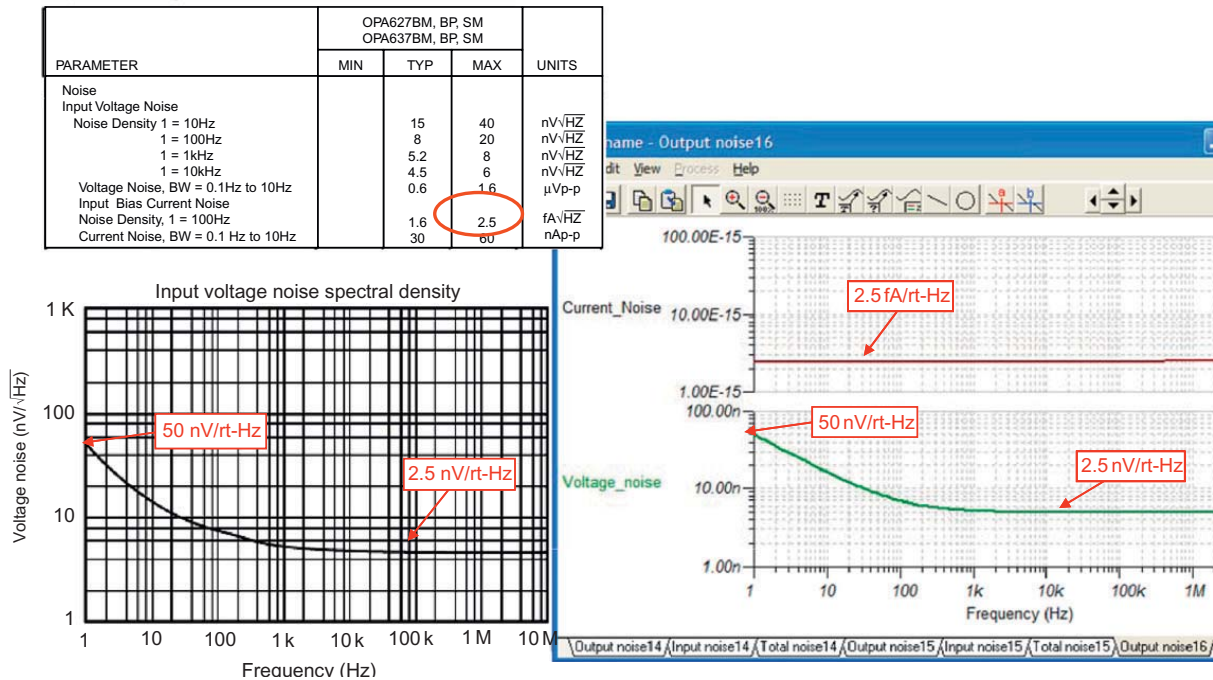 OPA627BM, BP, SM
OPA637BM, BP, SM
PARAMETER MIN TYP MAX UNITS
Noise
Input Voltage Noise
Noise Density 1 = 10Hz 15 40 nV√HZ
1 = 100Hz 8 20 nV√HZ
1 = 1kHz 5.2 8 nV√HZ
1 = 10kHz 4.5 6 nV√HZ
Voltage Noise, BW = 0.1Hz to 10Hz 0.6 1.6 μVp-p
Input Bias Current Noise
Noise Density, 1 = 100Hz 1.6 2.5 fA√HZ
Current Noise, BW = 0.1 Hz to 10Hz 30 60 nAp-p
Input voltage noise spectral density
Voltage noise (nV/√Hz)
1 K
100
10
1
50 nV/rt-Hz
2.5 nV/rt-Hz
1 10 100 1k 10k 100k 1M 10M
Frequency (Hz)
name - Output noise16
dit View Process Help
100% T
Current_Noise
100.00E-15
10.00E-15
1.00E-15
2.5 fA/rt-Hz
Voltage_noise
100.00n
10.00n
1.00n
50 nV/rt-Hz
2.5 nV/rt-Hz
1 10 100 1k 10k 100k 1M
Frequency (Hz)
Output noise14 Input noise14 Total noise14 Output noise15 Input noise15 Total noise15 Output noise16